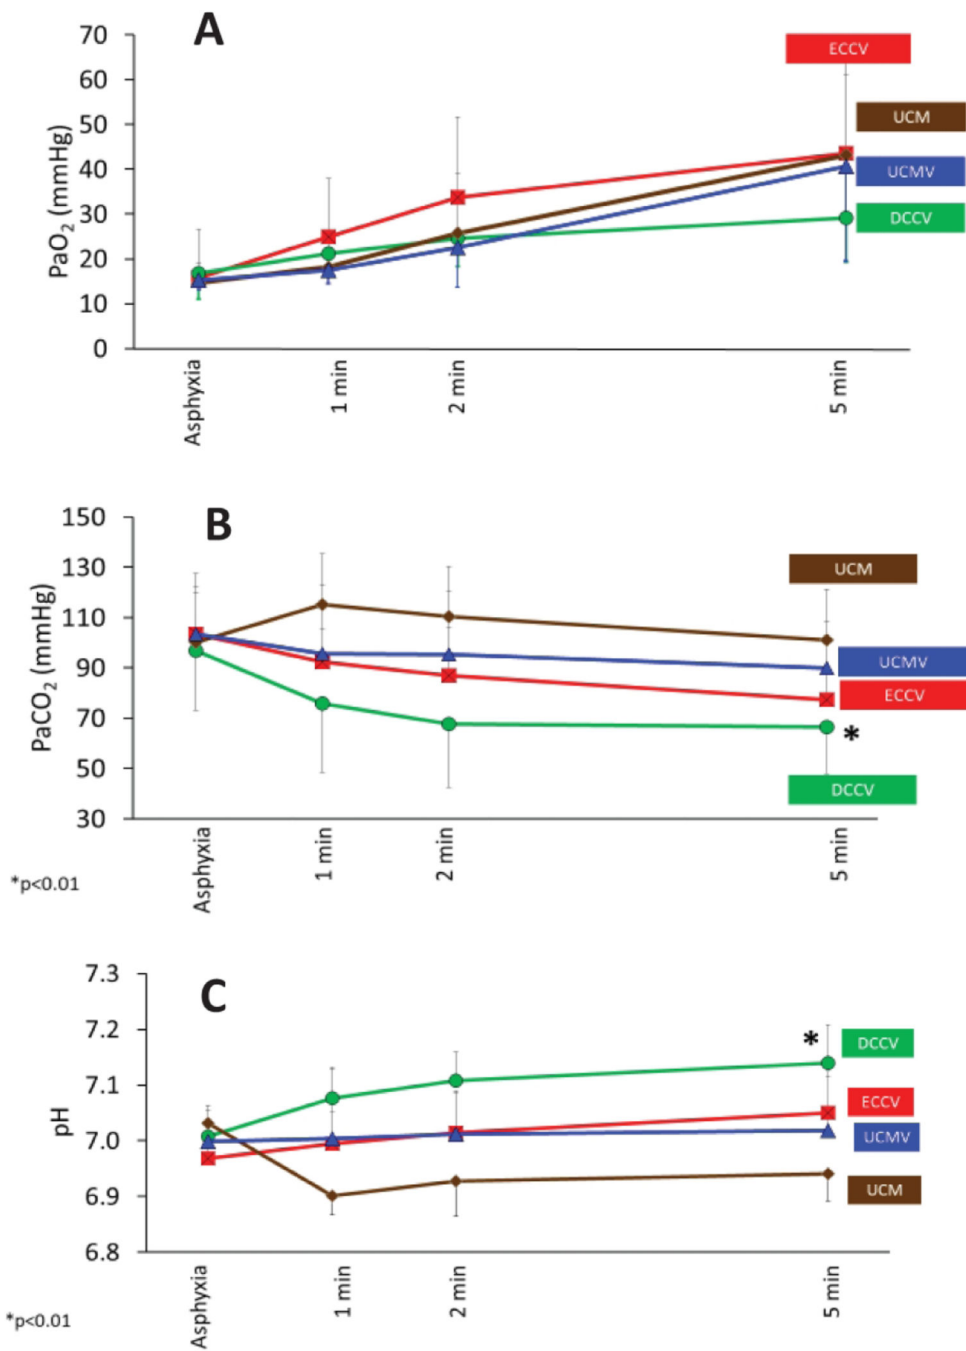 A
70
60
50
40
30
20
10
0
PaO₂ (mmHg)
ECCV
UCM
UCMV
DCCV
Asphyxia
1 min
2 min
5 min
B
150
130
110
90
70
50
30
PaCO₂ (mmHg)
UCM
UCMV
ECCV
*
DCCV
Asphyxia
1 min
2 min
5 min
*p<0.01
C
7.3
7.2
7.1
7.0
6.9
6.8
pH
*
DCCV
ECCV
UCMV
UCM
Asphyxia
1 min
2 min
5 min
*p<0.01